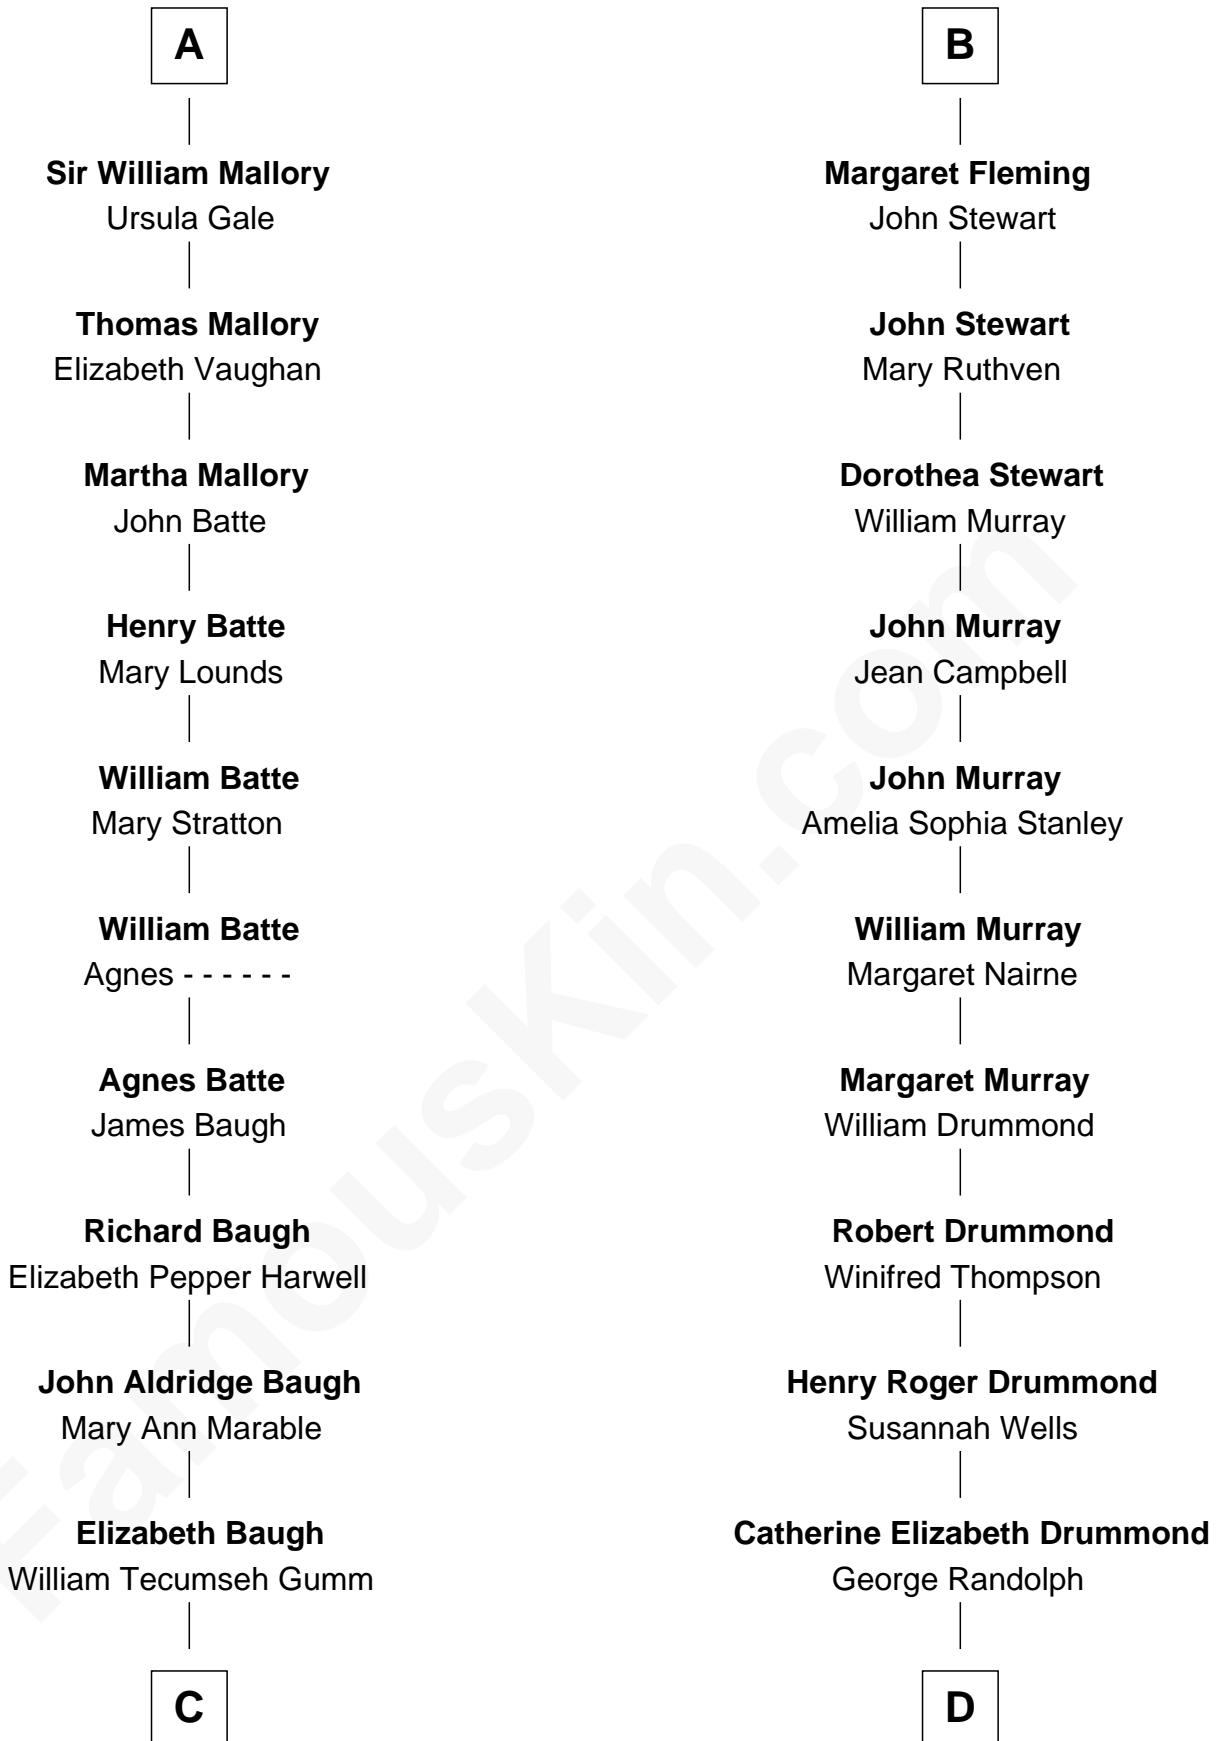 A
Sir William Mallory
Ursula Gale
Thomas Mallory
Elizabeth Vaughan
Martha Mallory
John Batte
Henry Batte
Mary Lounds
William Batte
Mary Stratton
William Batte
Agnes - - - - - -
Agnes Batte
James Baugh
Richard Baugh
Elizabeth Pepper Harwell
John Aldridge Baugh
Mary Ann Marable
Elizabeth Baugh
William Tecumseh Gumm
C
B
Margaret Fleming
John Stewart
John Stewart
Mary Ruthven
Dorothea Stewart
William Murray
John Murray
Jean Campbell
John Murray
Amelia Sophia Stanley
William Murray
Margaret Nairne
Margaret Murray
William Drummond
Robert Drummond
Winifred Thompson
Henry Roger Drummond
Susannah Wells
Catherine Elizabeth Drummond
George Randolph
D
FamousKin.com